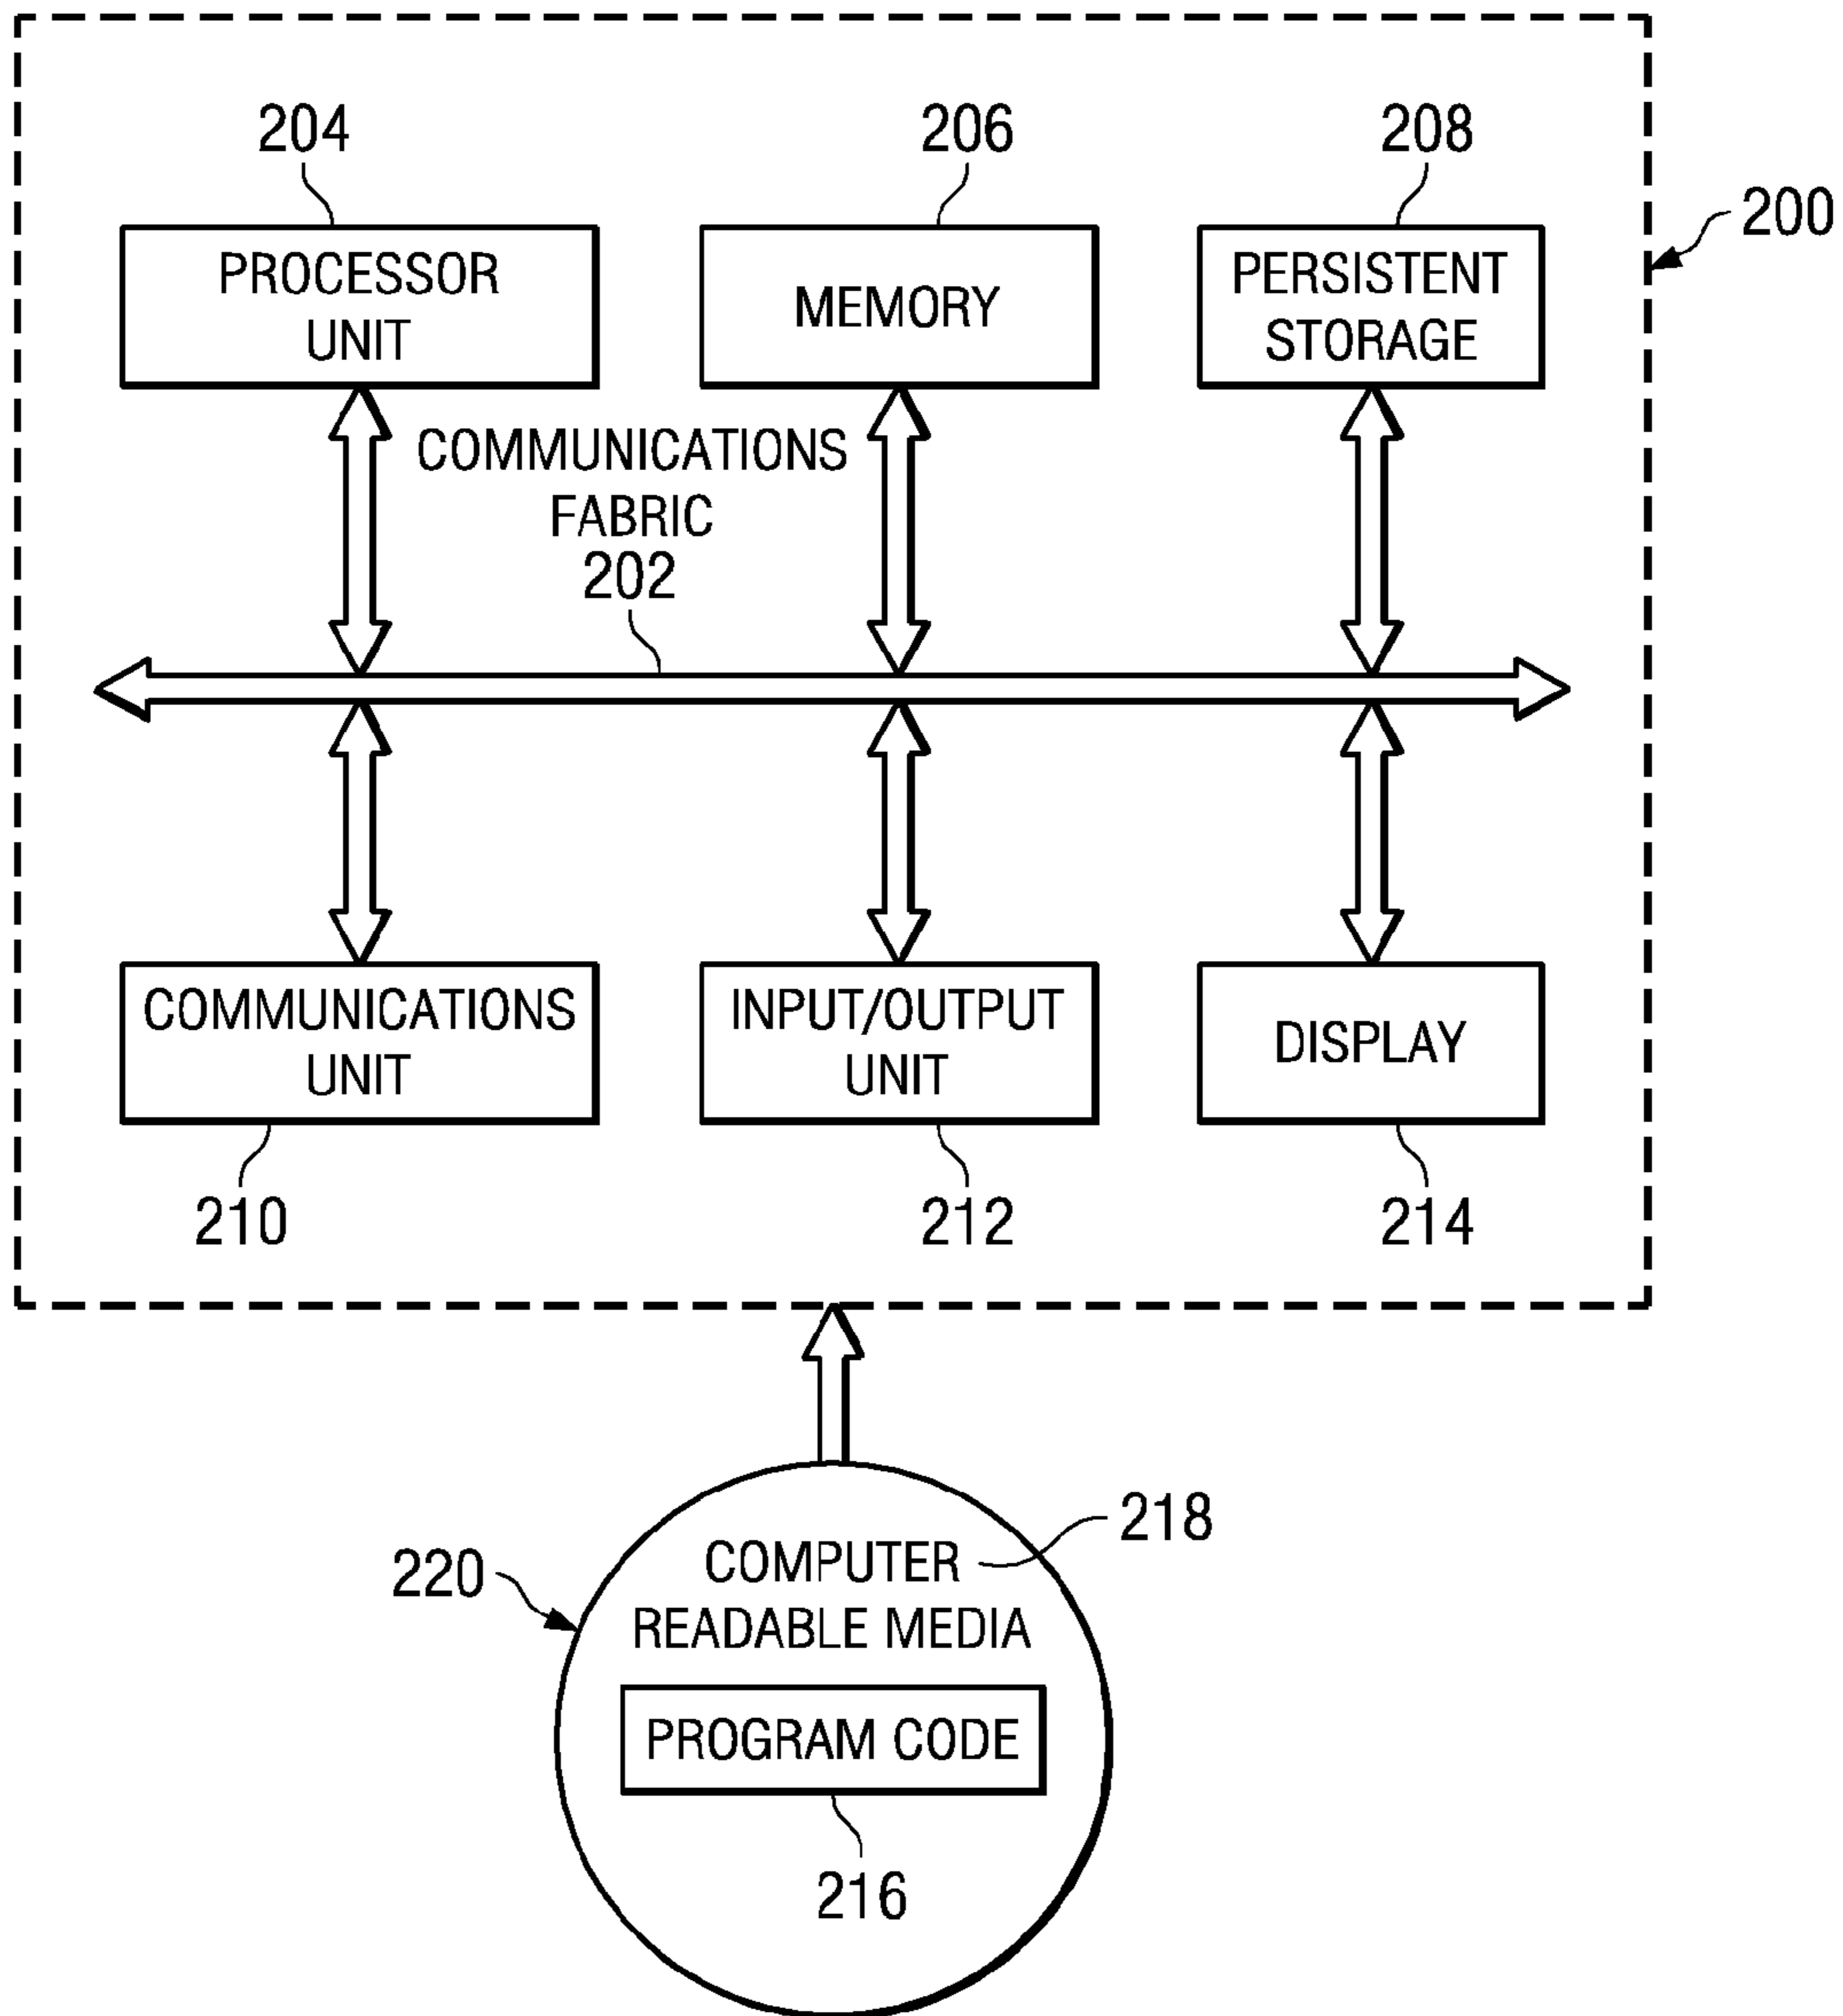 204
206
208
200
PROCESSOR
UNIT
MEMORY
PERSISTENT
STORAGE
COMMUNICATIONS
FABRIC
202
COMMUNICATIONS
UNIT
INPUT/OUTPUT
UNIT
DISPLAY
210
212
214
218
220
COMPUTER
READABLE MEDIA
PROGRAM CODE
216